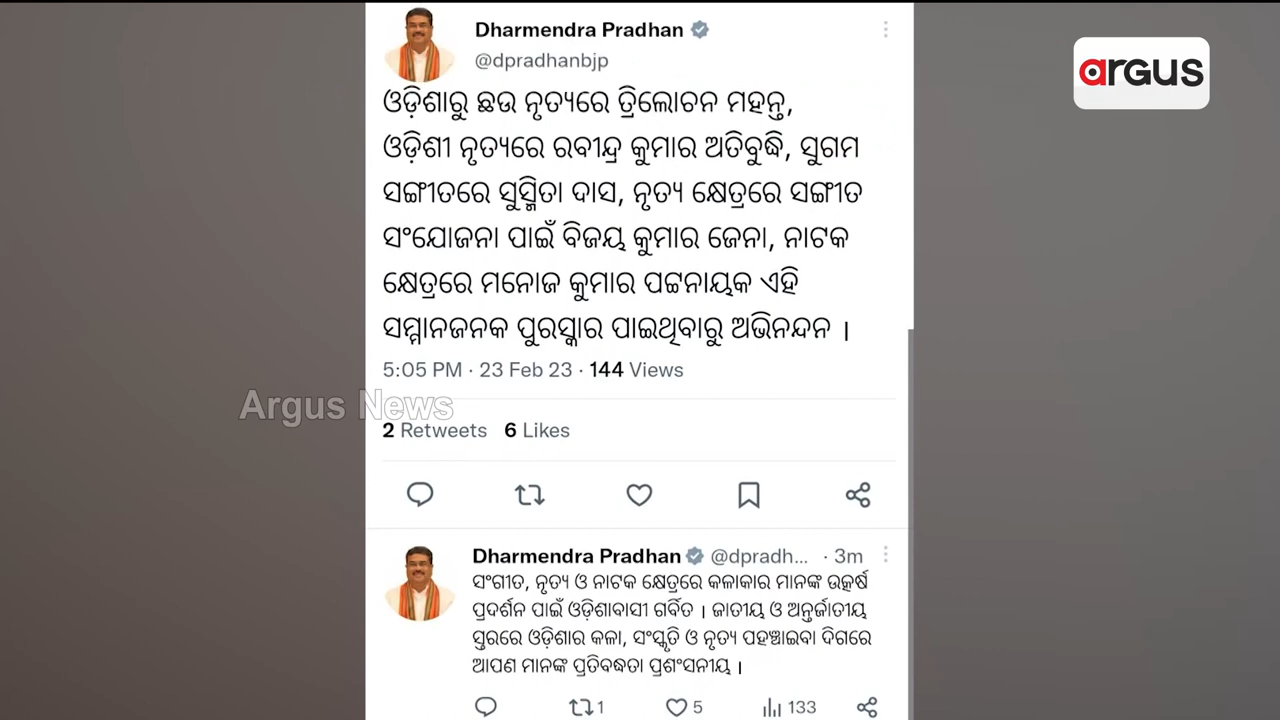 Dharmendra Pradhan
@dpradhanbjp
argus
ଓଡ଼ିଶାରୁ ଛଉ ନୃତ୍ୟରେ ତ୍ରିଲୋଚନ ମହନ୍ତ,
ଓଡ଼ିଶୀ ନୃତ୍ୟରେ ରବୀନ୍ଦ୍ର କୁମାର ଅତିବୁଦ୍ଧି, ସୁଗମ
ସଙ୍ଗୀତରେ ସୁସ୍ମିତା ଦାସ, ନୃତ୍ୟ କ୍ଷେତ୍ରରେ ସଙ୍ଗୀତ
ସଂଯୋଜନା ପାଇଁ ବିଜୟ କୁମାର ଜେନା, ନାଟକ
କ୍ଷେତ୍ରରେ ମନୋଜ କୁମାର ପଟ୍ଟନାୟକ ଏହି
ସମ୍ମାନଜନକ ପୁରସ୍କାର ପାଇଥିବାରୁ ଅଭିନନ୍ଦନ ।
5:05 PM · 23 Feb 23 · 144 Views
Argus News
2 Retweets 6 Likes
Dharmendra Pradhan @dpradh... · 3m
ସଂଗୀତ, ନୃତ୍ୟ ଓ ନାଟକ କ୍ଷେତ୍ରରେ କଳାକାର ମାନଙ୍କ ଉତ୍କର୍ଷ
ପ୍ରଦର୍ଶନ ପାଇଁ ଓଡ଼ିଶାବାସୀ ଗର୍ବିତ । ଜାତୀୟ ଓ ଅନ୍ତର୍ଜାତୀୟ
ସ୍ତରରେ ଓଡ଼ିଶାର କଳା, ସଂସ୍କୃତି ଓ ନୃତ୍ୟ ପହଞ୍ଚାଇବା ଦିଗରେ
ଆପଣ ମାନଙ୍କ ପ୍ରତିବଦ୍ଧତା ପ୍ରଶଂସନୀୟ ।
1 5 133